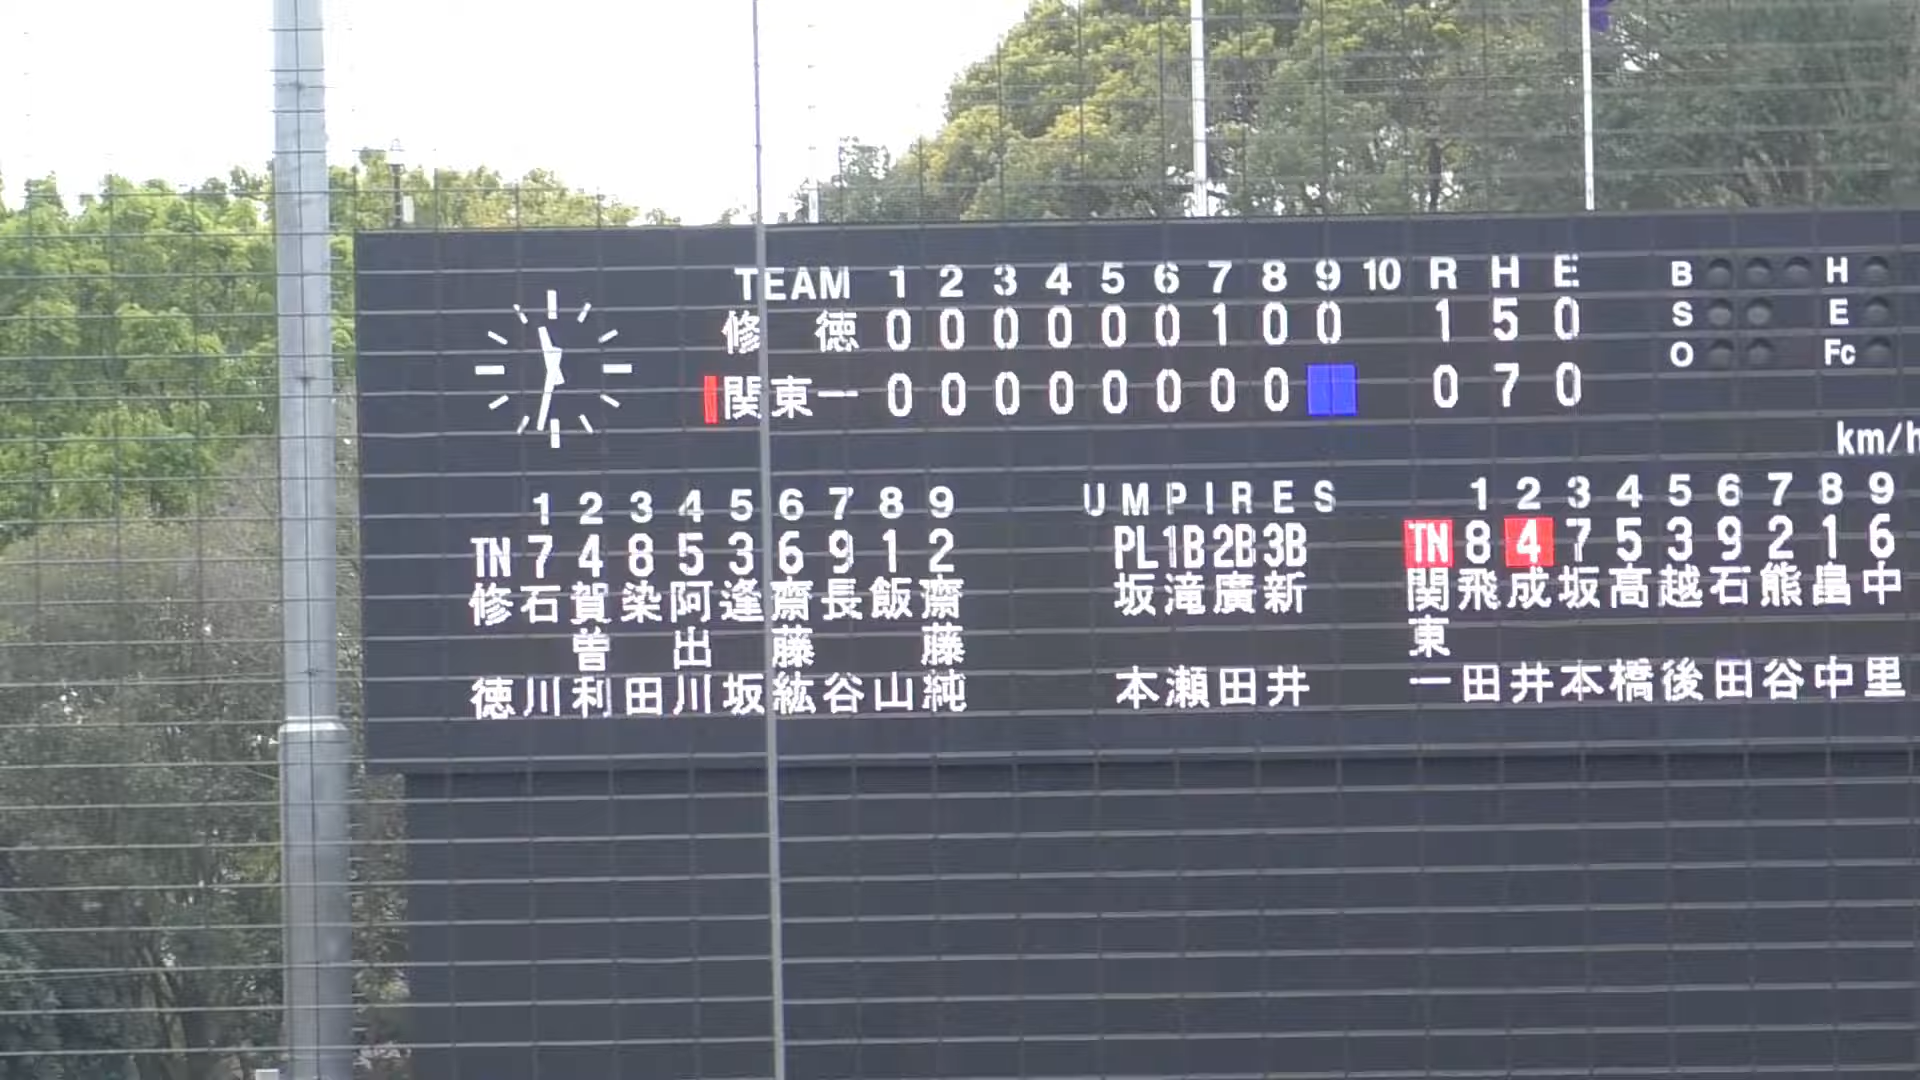 TEAM 1 2 3 4 5 6 7 8 9 10 R H E
修徳 0 0 0 0 0 0 1 0 0 1 5 0
関東一 0 0 0 0 0 0 0 0 0 7 0
B H
S E
O Fc
km/h
1 2 3 4 5 6 7 8 9
TN 7 4 8 5 3 6 9 1 2
修徳
石川
賀曽利
染田
阿出川
逢坂
齋藤紘
長谷
飯山
齋藤純
UMPIRES
PL 1B 2B 3B
坂本
滝瀬
廣田
新井
1 2 3 4 5 6 7 8 9
TN 8 4 7 5 3 9 2 1 6
関東一
飛田
成井
坂本
高橋
越後
石田
熊谷
畠中
中里